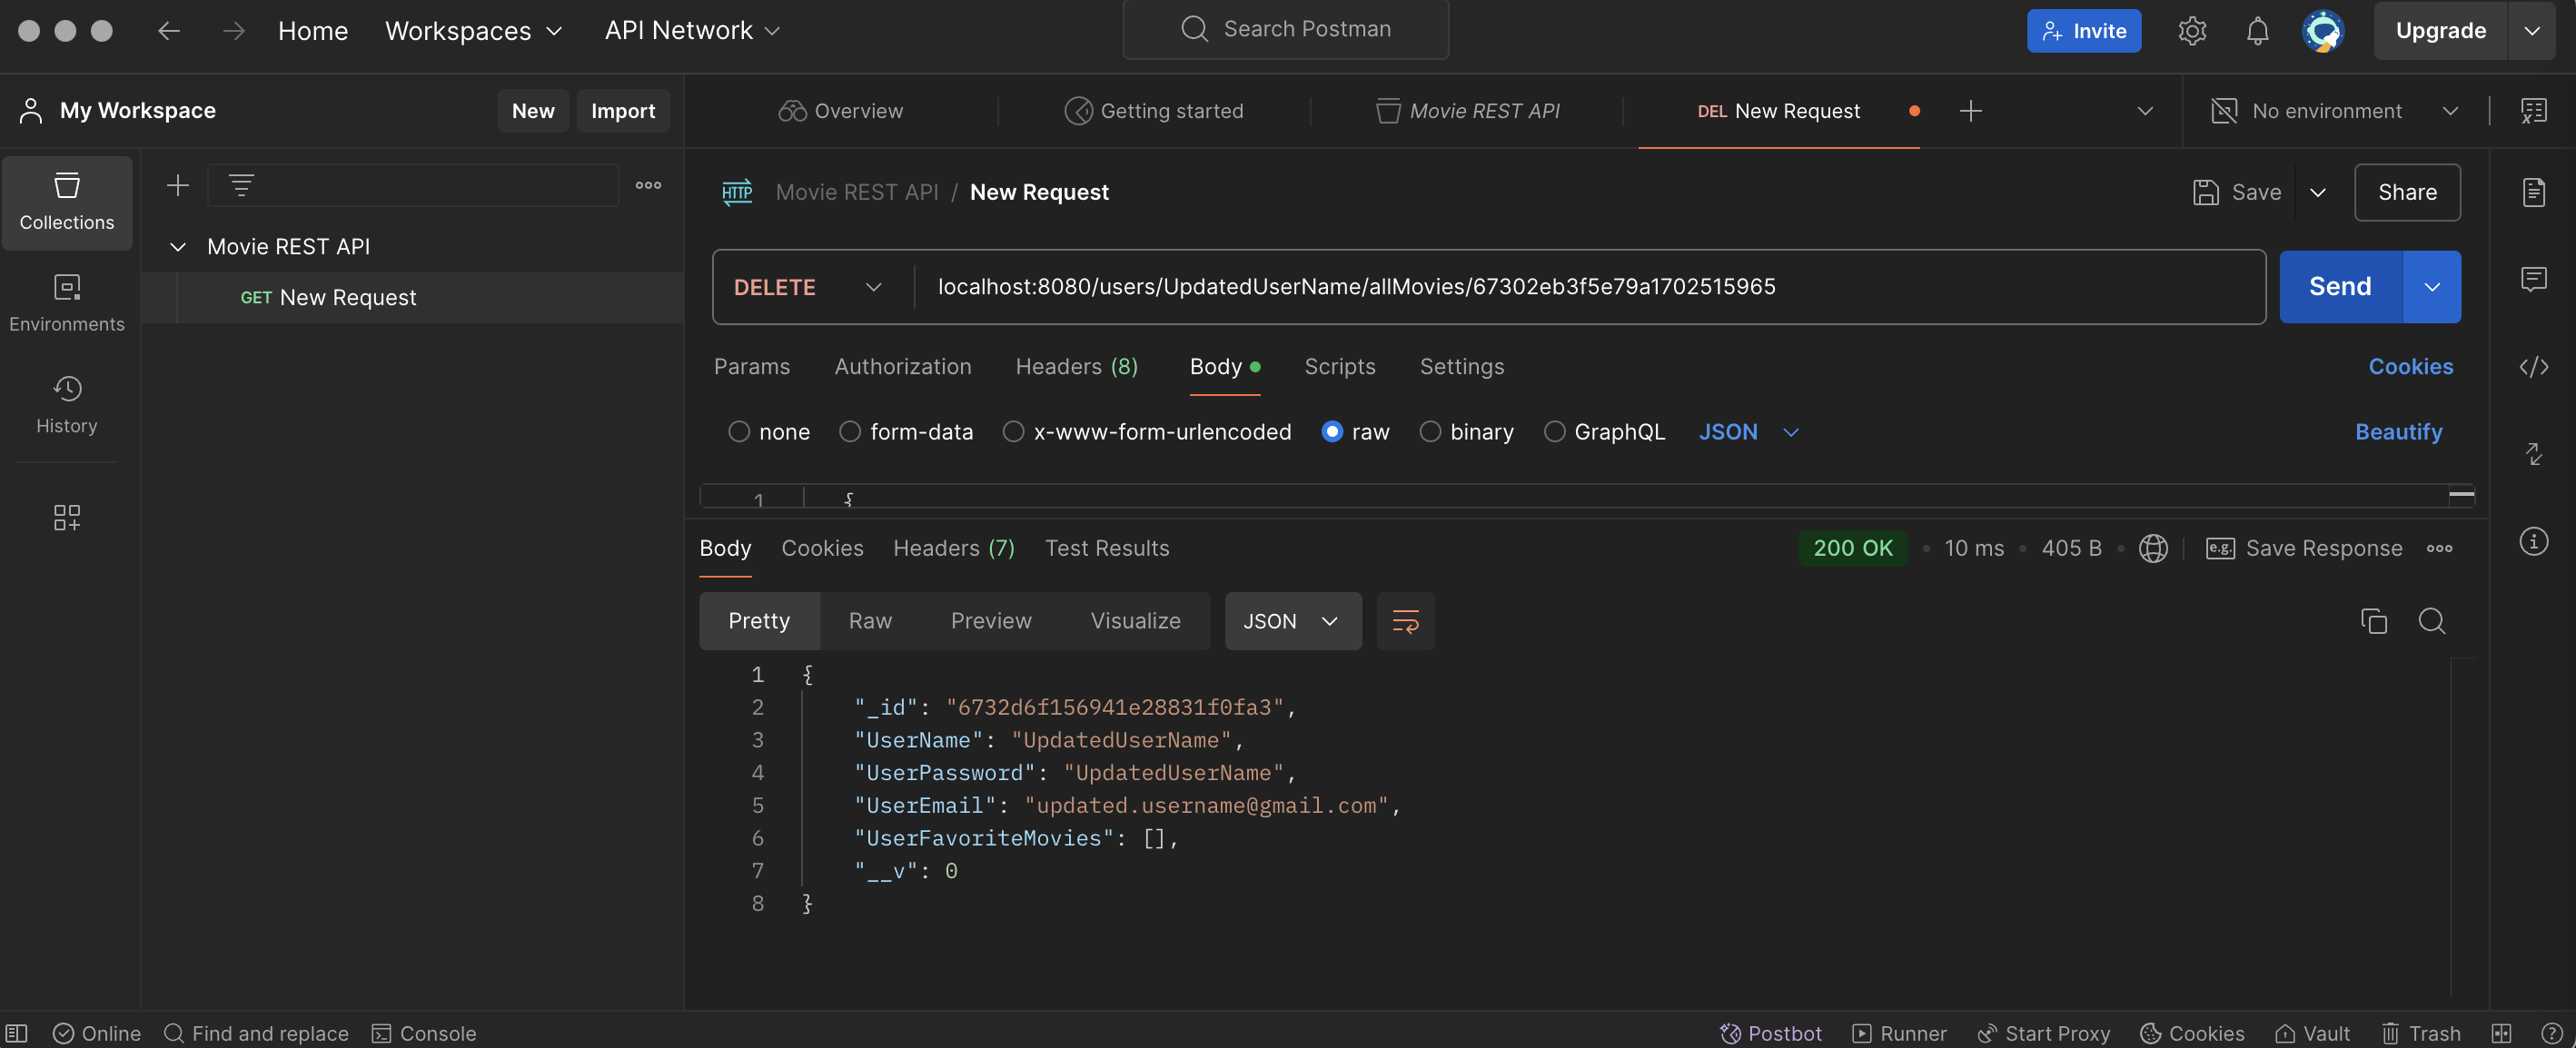 Home Workspaces API Network Search Postman Invite Upgrade
My Workspace New Import Overview Getting started Movie REST API DEL New Request No environment
Collections
Environments
History
Movie REST API
GET New Request
HTTP Movie REST API / New Request Save Share
DELETE localhost:8080/users/UpdatedUserName/allMovies/67302eb3f5e79a1702515965 Send
Params Authorization Headers (8) Body Scripts Settings Cookies
none form-data x-www-form-urlencoded raw binary GraphQL JSON Beautify
1 {
Body Cookies Headers (7) Test Results 200 OK • 10 ms • 405 B • e.g. Save Response
Pretty Raw Preview Visualize JSON
1 {
2 "_id": "6732d6f156941e28831f0fa3",
3 "UserName": "UpdatedUserName",
4 "UserPassword": "UpdatedUserName",
5 "UserEmail": "updated.username@gmail.com",
6 "UserFavoriteMovies": [],
7 "__v": 0
8 }
Online Find and replace Console Postbot Runner Start Proxy Cookies Vault Trash